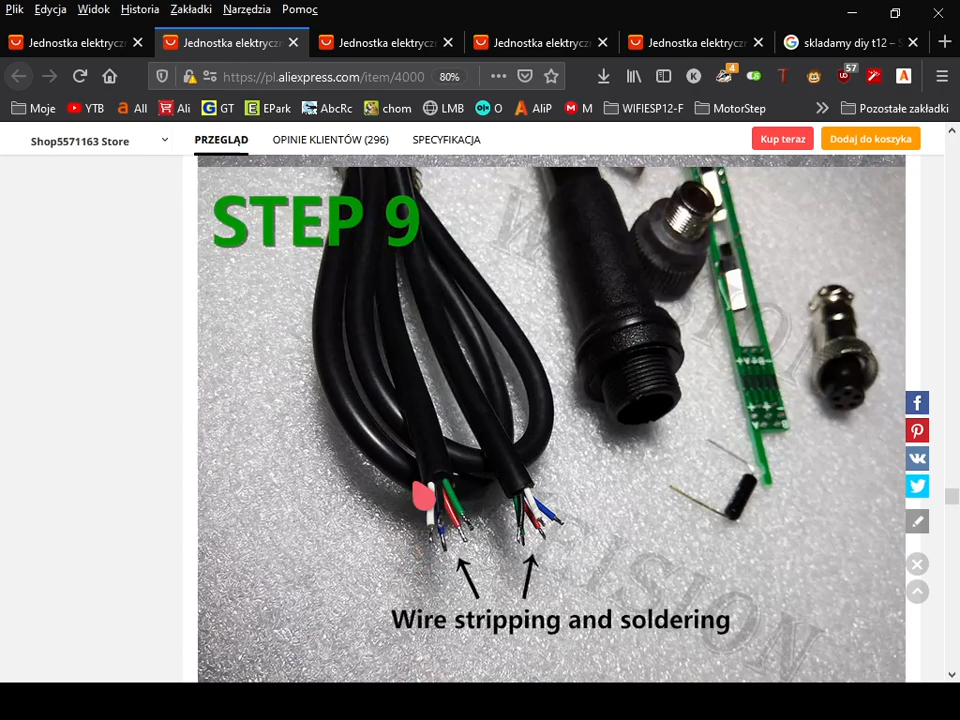 Plik Edycja Widok Historia Zakładki Narzędzia Pomoc
Jednostka elektrycz Jednostka elektrycz Jednostka elektrycz Jednostka elektrycz Jednostka elektrycz składamy diy t12 – S
https://pl.aliexpress.com/item/4000 80% K 4 T 57 A
Moje YTB All Ali GT EPark AbcRc chom LMB O AliP M WIFIESP12-F MotorStep Pozostałe zakładki
Shop5571163 Store PRZEGLĄD OPINIE KLIENTÓW (296) SPECYFIKACJA Kup teraz Dodaj do koszyka
STEP 9
Wire stripping and soldering